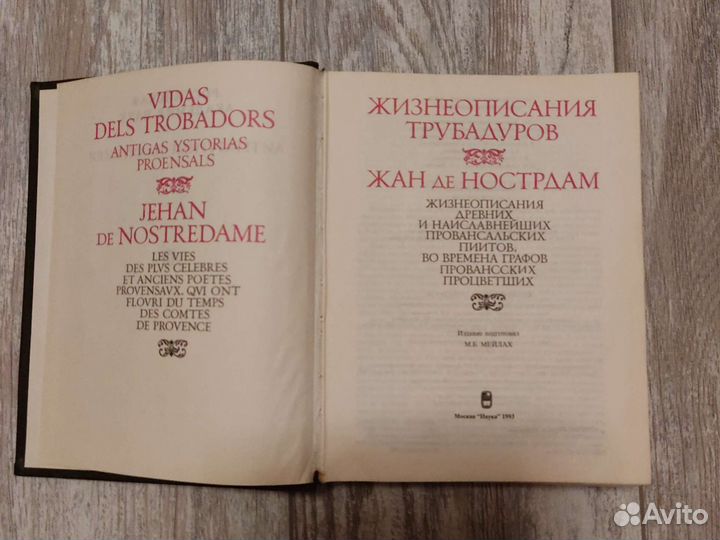 VIDAS
DELS TROBADORS
ANTIGAS YSTORIAS
PROENSALS
JEHAN
DE NOSTREDAME
LES VIES
DES PLVS CELEBRES
ET ANCIENS POETES
PROVENSAVX, QVI ONT
FLOVRI DU TEMPS
DES COMTES
DE PROVENCE
ЖИЗНЕОПИСАНИЯ
ТРУБАДУРОВ
ЖАН ДЕ НОСТРДАМ
ЖИЗНЕОПИСАНИЯ
ДРЕВНИХ
И НАИСЛАВНЕЙШИХ
ПРОВАНСАЛЬСКИХ
ПИИТОВ,
ВО ВРЕМЕНА ГРАФОВ
ПРОВАНССКИХ
ПРОЦВЕТШИХ
Издание подготовил
М.Б. МЕЙЛАХ
Москва "Наука" 1993
Avito